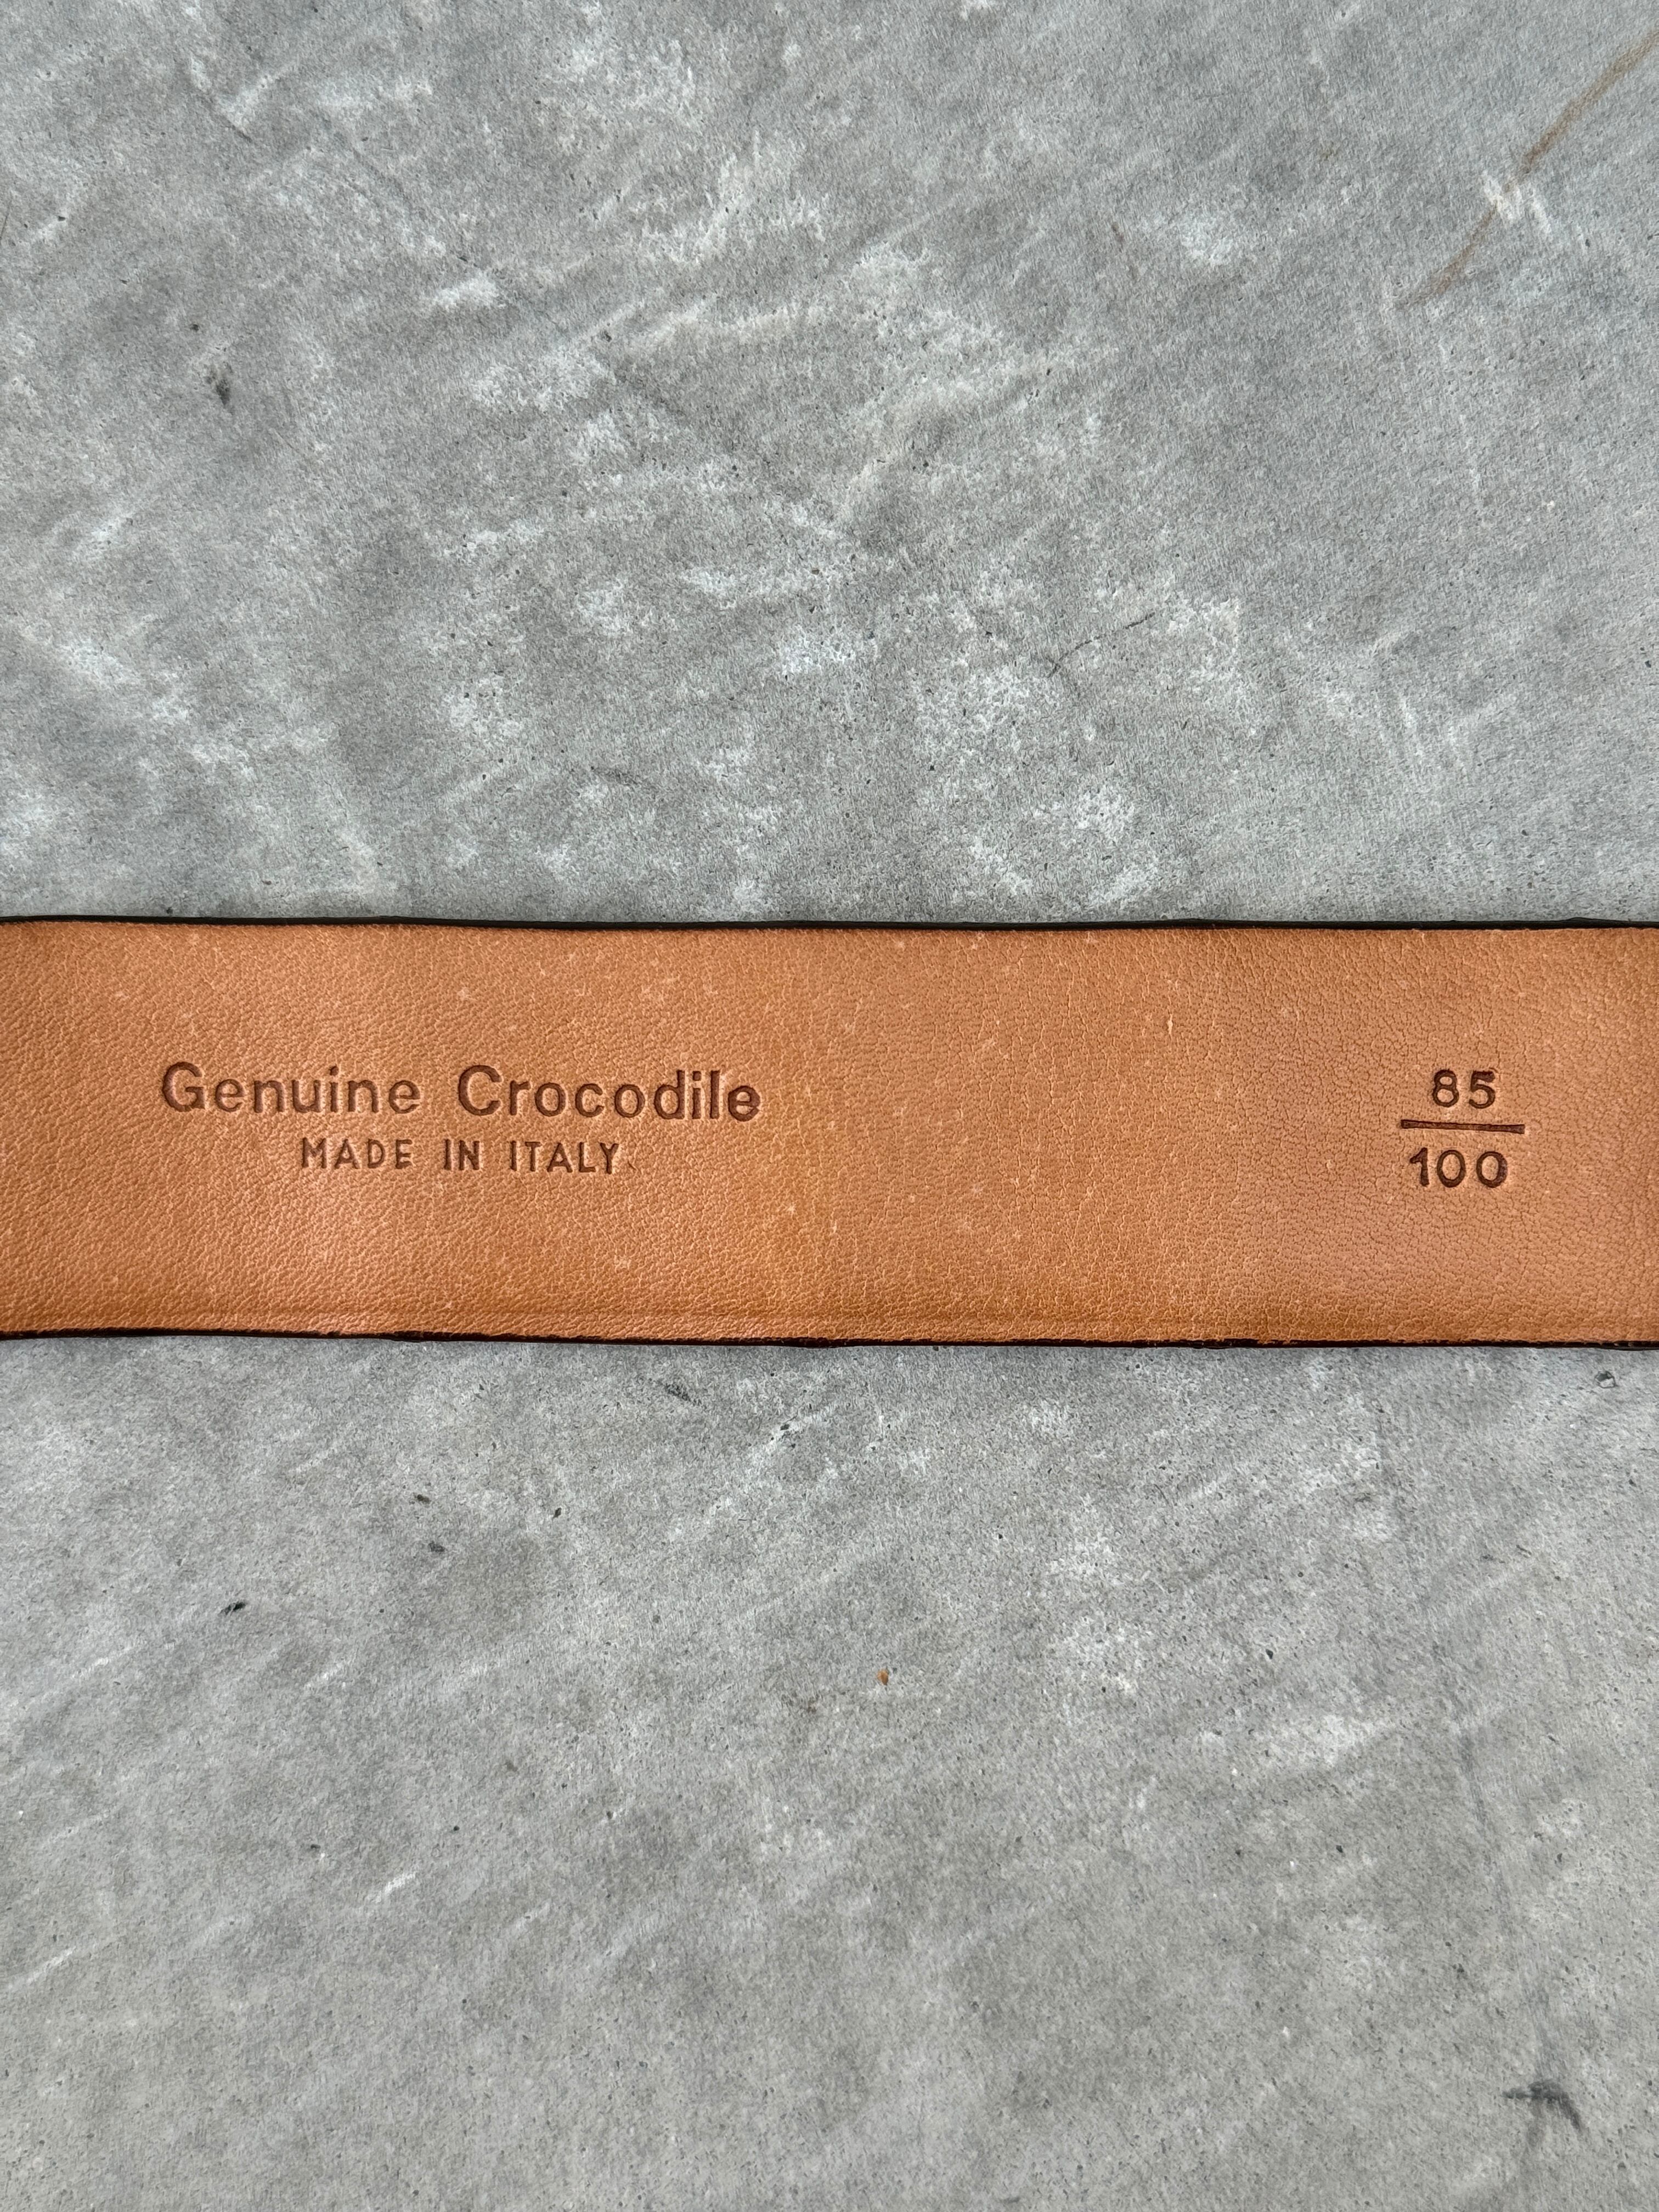 Genuine Crocodile
MADE IN ITALY
85
100